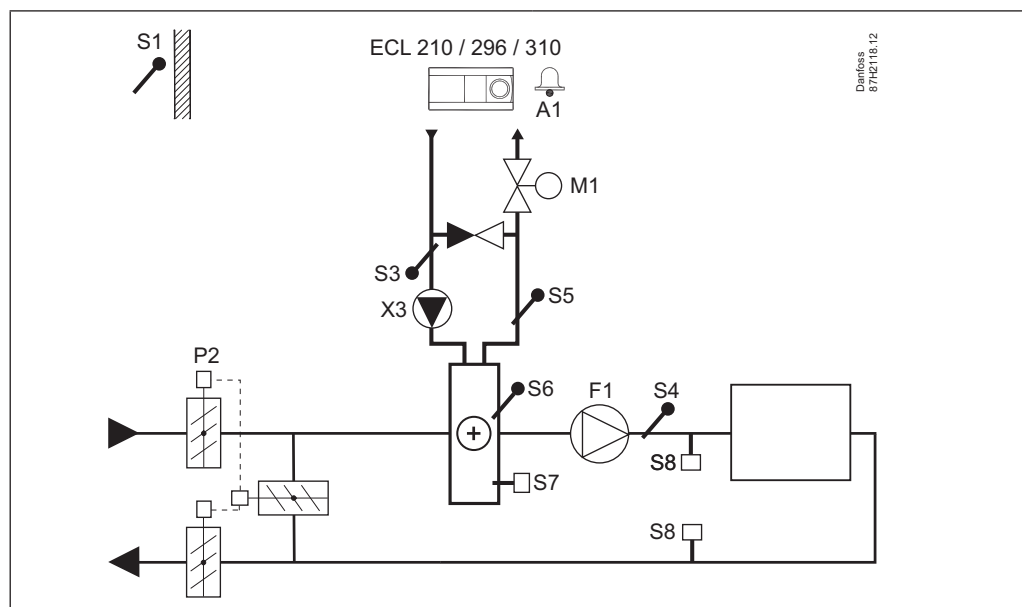 S1
ECL 210 / 296 / 310
A1
Danfoss
87H2118.12
M1
S3
S5
X3
P2
S6
F1
S4
S8
S7
S8